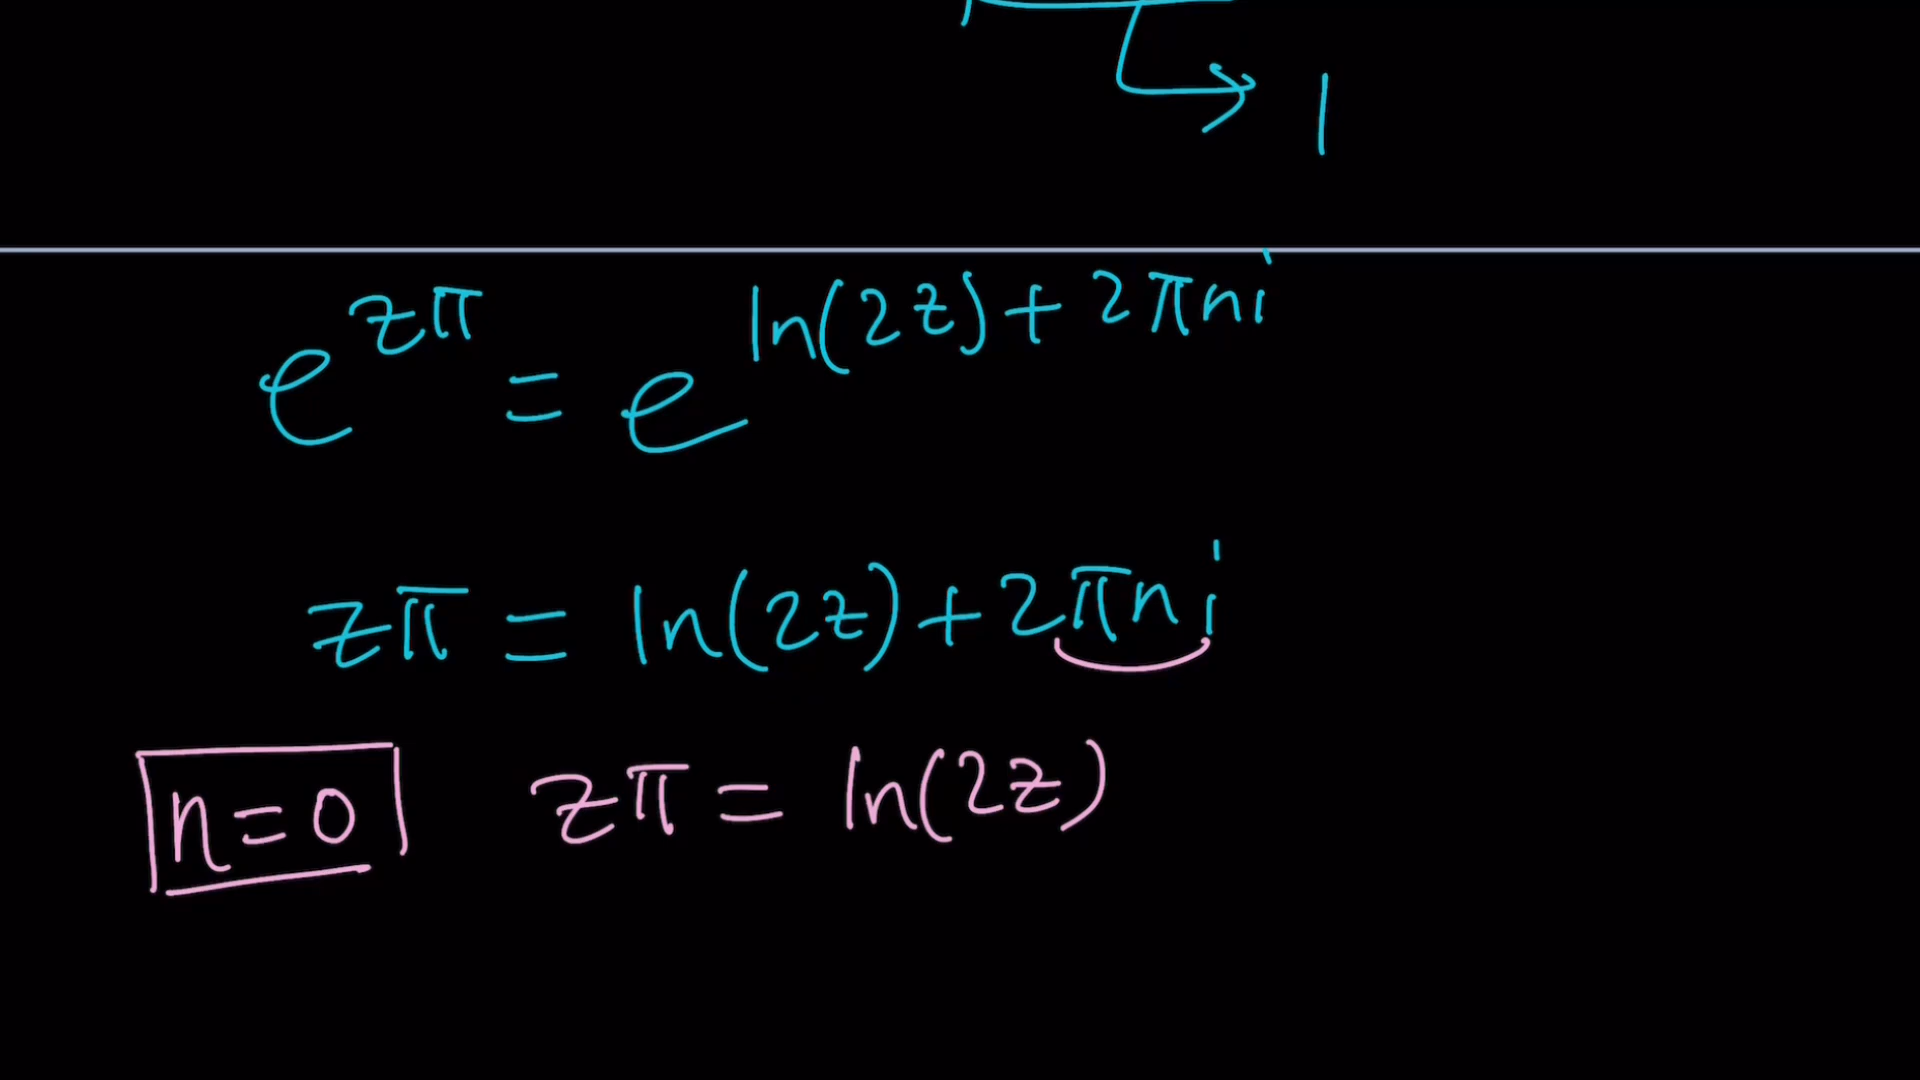 → 1
e^{zπ} = e^{ln(2z) + 2πni}
zπ = ln(2z) + 2πni
n=0 zπ = ln(2z)